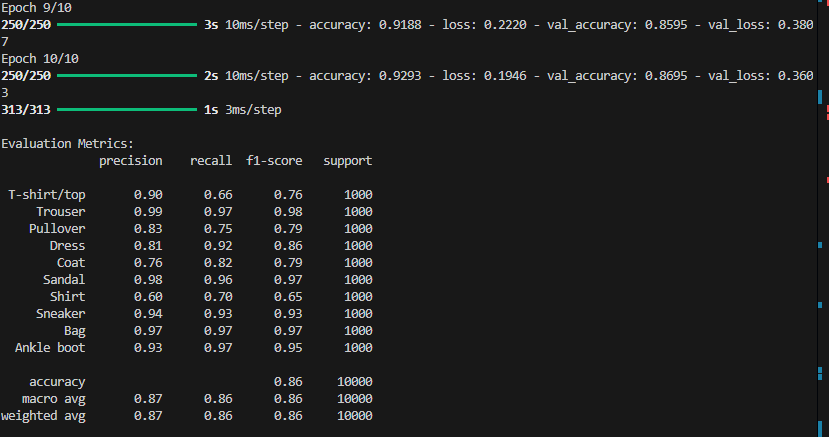 Epoch 9/10
250/250 ━━━━━━━━━━━━━━━━━━━━ 3s 10ms/step - accuracy: 0.9188 - loss: 0.2220 - val_accuracy: 0.8595 - val_loss: 0.380
7
Epoch 10/10
250/250 ━━━━━━━━━━━━━━━━━━━━ 2s 10ms/step - accuracy: 0.9293 - loss: 0.1946 - val_accuracy: 0.8695 - val_loss: 0.360
3
313/313 ━━━━━━━━━━━━━━━━━━━━ 1s 3ms/step
Evaluation Metrics:
precision recall f1-score support
T-shirt/top 0.90 0.66 0.76 1000
Trouser 0.99 0.97 0.98 1000
Pullover 0.83 0.75 0.79 1000
Dress 0.81 0.92 0.86 1000
Coat 0.76 0.82 0.79 1000
Sandal 0.98 0.96 0.97 1000
Shirt 0.60 0.70 0.65 1000
Sneaker 0.94 0.93 0.93 1000
Bag 0.97 0.97 0.97 1000
Ankle boot 0.93 0.97 0.95 1000
accuracy 0.86 10000
macro avg 0.87 0.86 0.86 10000
weighted avg 0.87 0.86 0.86 10000